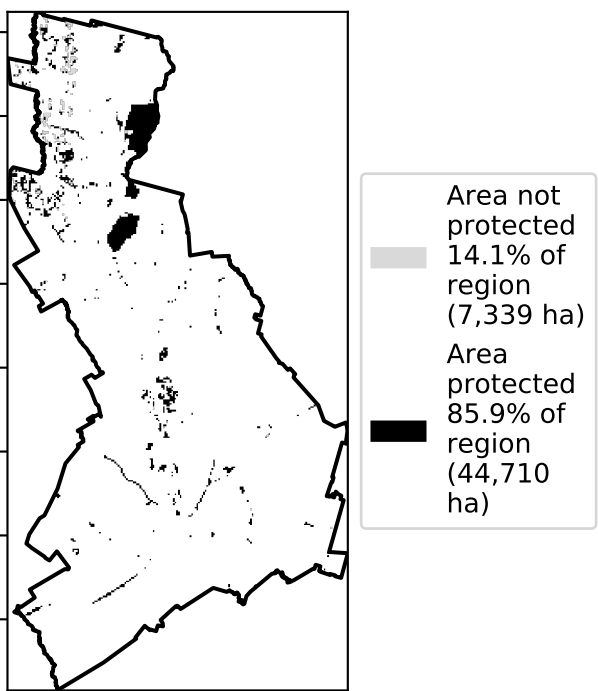 Area not
protected
14.1% of
region
(7,339 ha)
Area
protected
85.9% of
region
(44,710
ha)